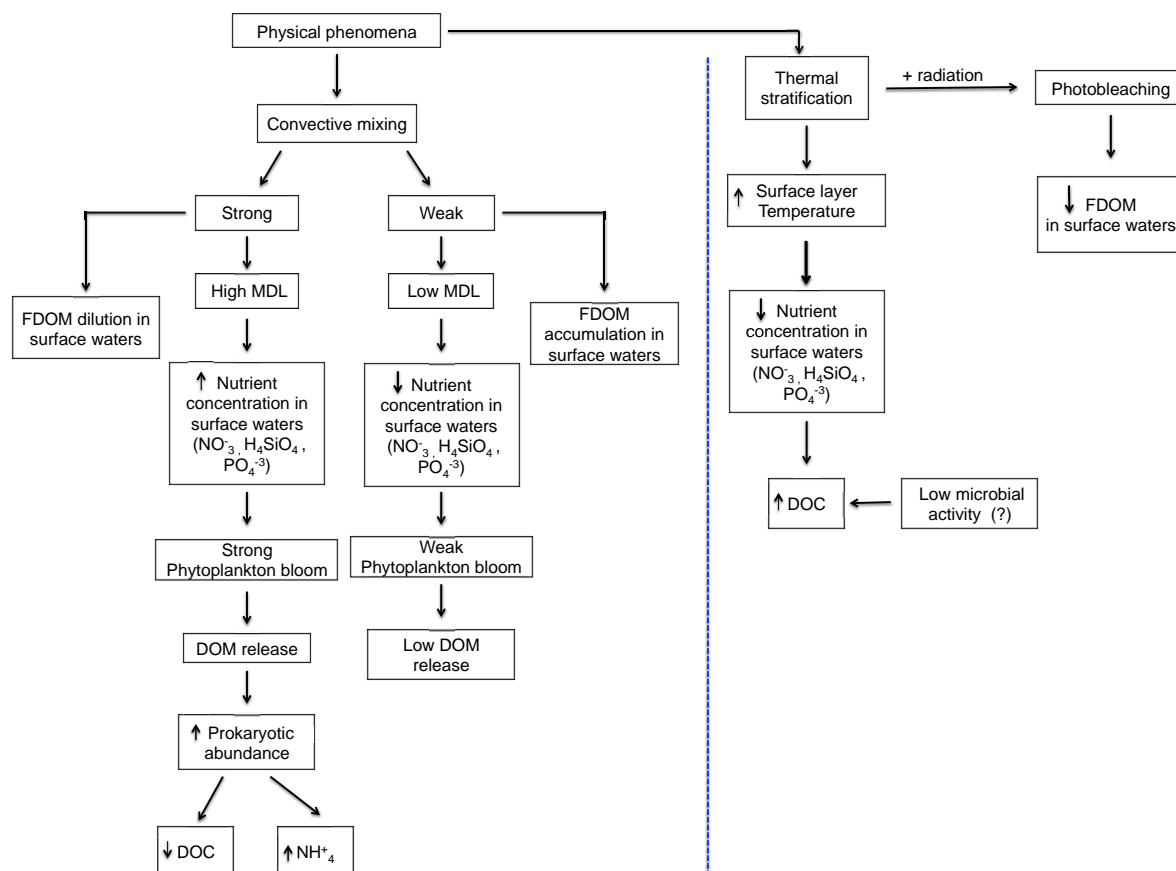 Physical phenomena
Convective mixing
Strong
Weak
High MDL
Low MDL
FDOM dilution in
surface waters
FDOM
accumulation in
surface waters
↑ Nutrient
concentration in
surface waters
(NO⁻₃, H₄SiO₄,
PO₄⁻³)
↓ Nutrient
concentration in
surface waters
(NO⁻₃, H₄SiO₄,
PO₄⁻³)
Strong
Phytoplankton bloom
Weak
Phytoplankton bloom
DOM release
Low DOM
release
↑ Prokaryotic
abundance
↓ DOC
↑ NH⁺₄
Thermal
stratification
+ radiation
Photobleaching
↑ Surface layer
Temperature
↓ FDOM
in surface waters
↓ Nutrient
concentration in
surface waters
(NO⁻₃, H₄SiO₄,
PO₄⁻³)
↑ DOC
Low microbial
activity (?)